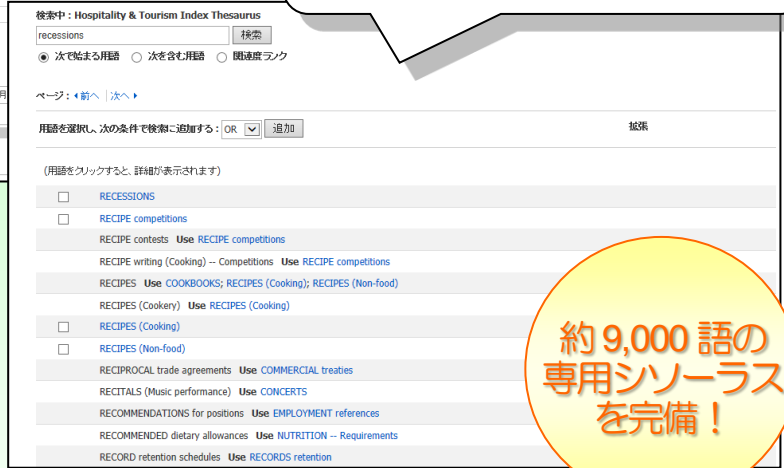 検索中 : Hospitality & Tourism Index Thesaurus
recessions 検索
次で始まる用語 次を含む用語 関連度ランク
月
ページ : 前へ | 次へ
用語を選択し、次の条件で検索に追加する : OR 追加 拡張
(用語をクリックすると、詳細が表示されます)
RECESSIONS
RECIPE competitions
RECIPE contests Use RECIPE competitions
RECIPE writing (Cooking) -- Competitions Use RECIPE competitions
RECIPES Use COOKBOOKS; RECIPES (Cooking); RECIPES (Non-food)
RECIPES (Cookery) Use RECIPES (Cooking)
RECIPES (Cooking)
RECIPES (Non-food)
RECIPROCAL trade agreements Use COMMERCIAL treaties
RECITALS (Music performance) Use CONCERTS
RECOMMENDATIONS for positions Use EMPLOYMENT references
RECOMMENDED dietary allowances Use NUTRITION -- Requirements
RECORD retention schedules Use RECORDS retention
約 9,000 語の
専用シソーラス
を完備！